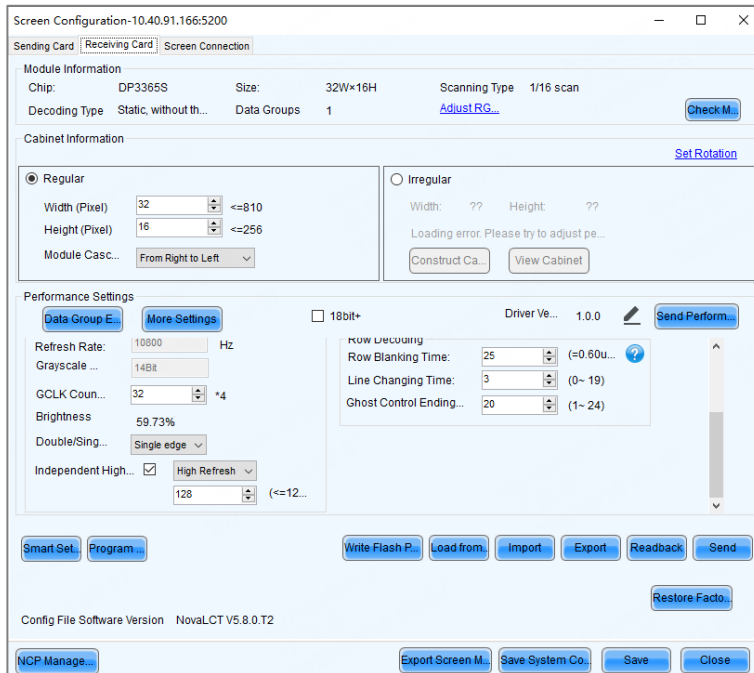 Screen Configuration-10.40.91.166:5200
Sending Card Receiving Card Screen Connection
Module Information
Chip: DP3365S Size: 32W×16H Scanning Type 1/16 scan
Decoding Type Static, without th... Data Groups 1 Adjust RG... Check M...
Cabinet Information
Set Rotation
Regular Irregular
Width (Pixel) 32 <=810 Width: ?? Height: ??
Height (Pixel) 16 <=256 Loading error. Please try to adjust pe...
Module Casc... From Right to Left Construct Ca... View Cabinet
Performance Settings
Data Group E... More Settings 18bit+ Driver Ve... 1.0.0 Send Perform...
Refresh Rate: 10800 Hz Row Decoding
Grayscale ... 14Bit Row Blanking Time: 25 (=0.60u... ?
GCLK Coun... 32 *4 Line Changing Time: 3 (0~ 19)
Brightness 59.73% Ghost Control Ending... 20 (1~ 24)
Double/Sing... Single edge
Independent High... High Refresh
128 (<=12...
Smart Set.. Program ... Write Flash P... Load from.. Import Export Readback Send
Restore Facto...
Config File Software Version NovaLCT V5.8.0.T2
NCP Manage... Export Screen M... Save System Co... Save Close